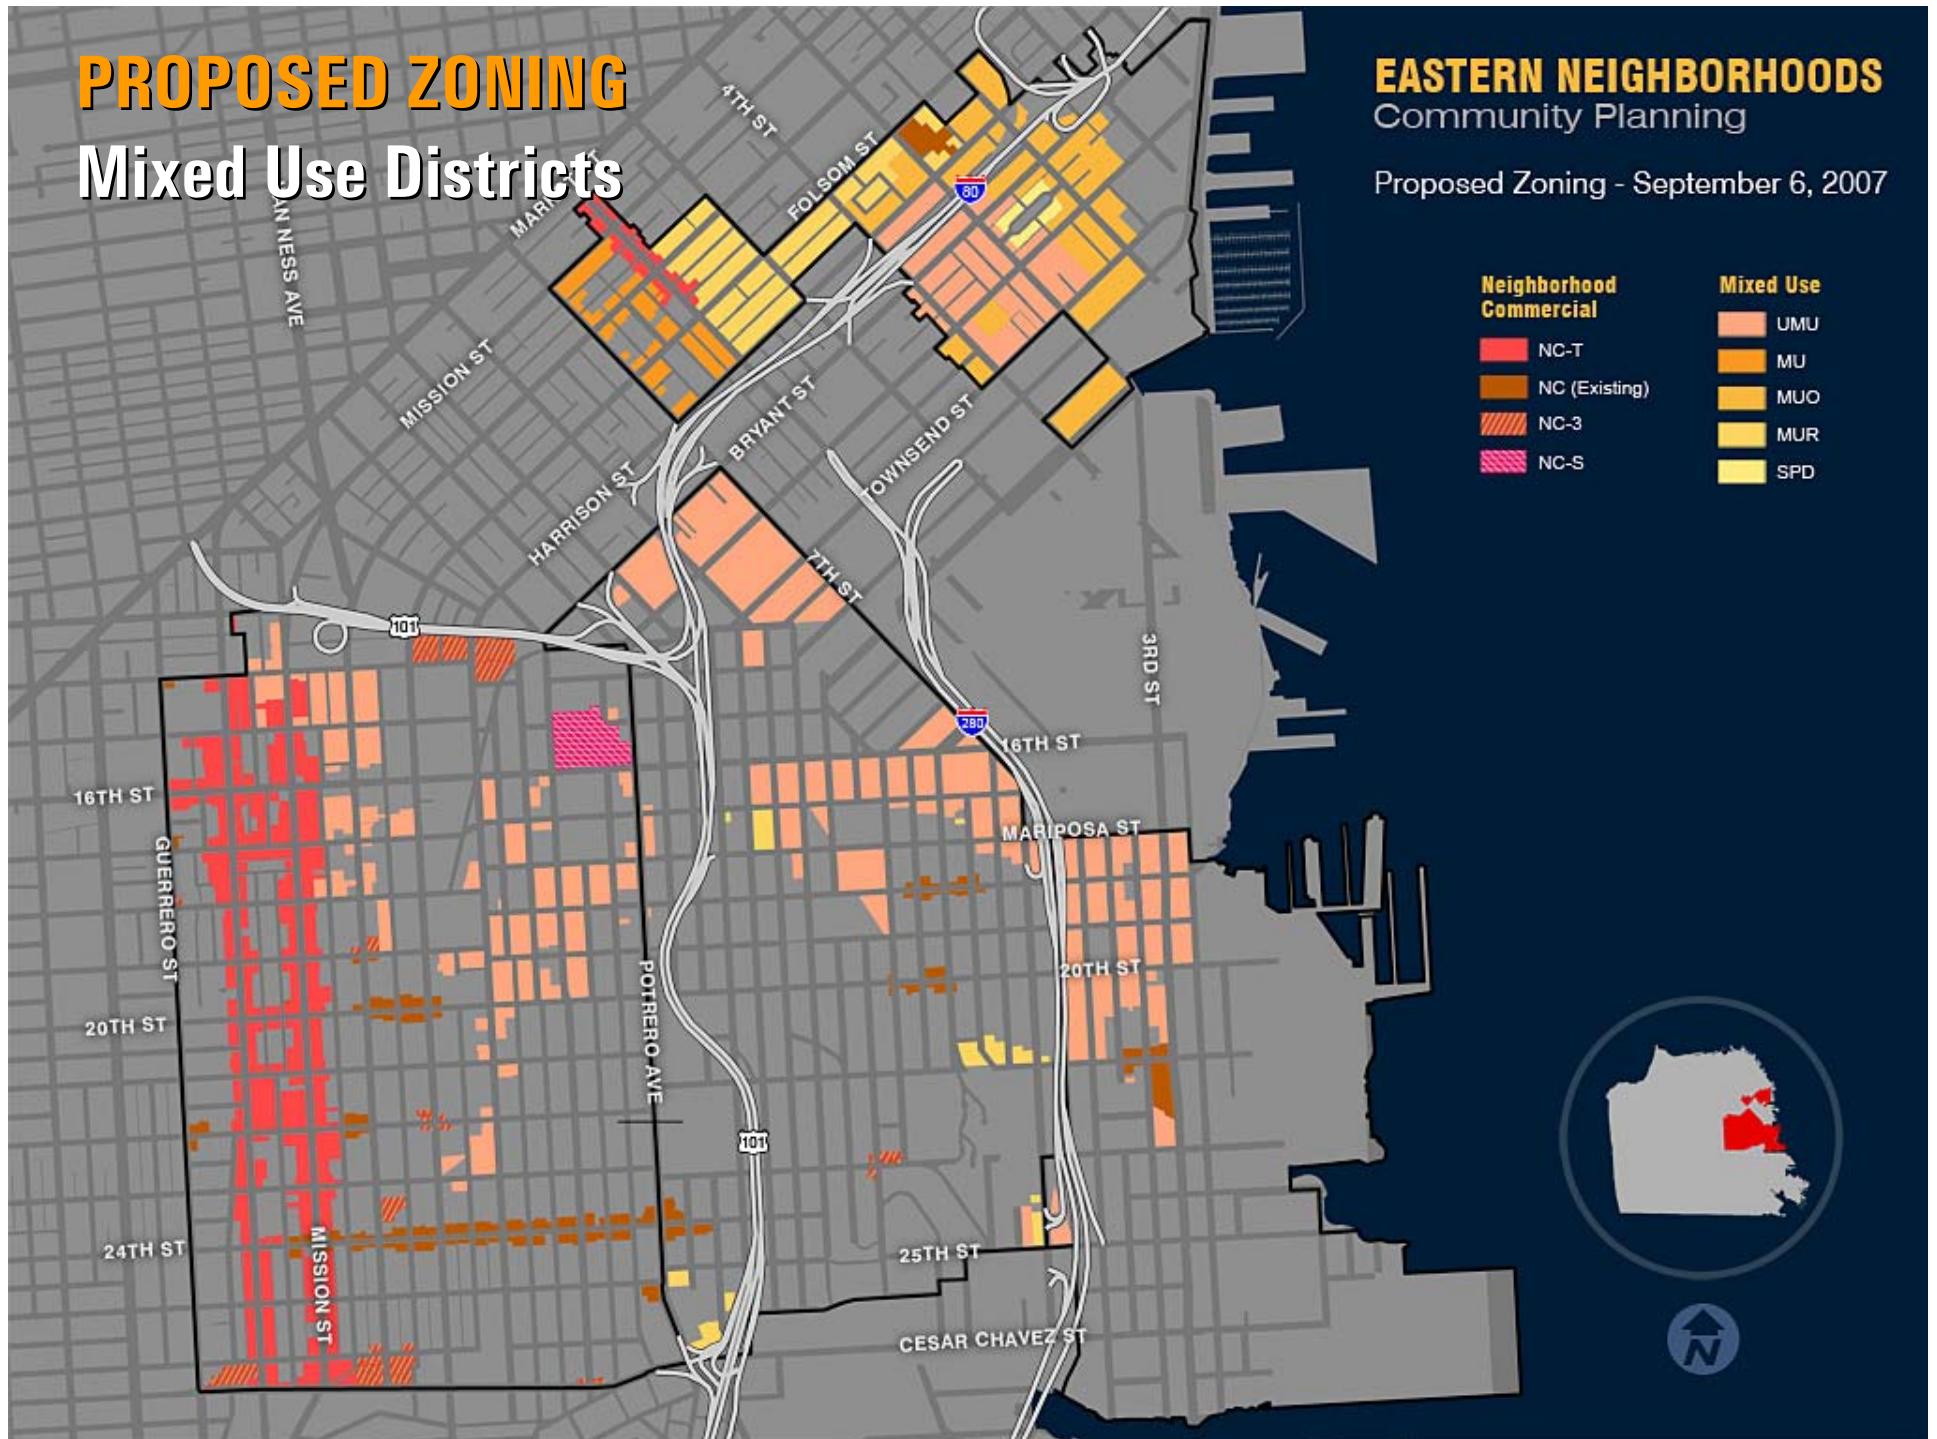 PROPOSED ZONING
Mixed Use Districts
EASTERN NEIGHBORHOODS
Community Planning
Proposed Zoning - September 6, 2007
Neighborhood
Commercial
NC-T
NC (Existing)
NC-3
NC-S
Mixed Use
UMU
MU
MUO
MUR
SPD
4TH ST
FOLSOM ST
80
MISSION ST
BRYANT ST
TOWNSEND ST
HARRISON ST
7TH ST
101
3RD ST
280
16TH ST
16TH ST
MARIPOSA ST
GUERRERO ST
20TH ST
POTRERO AVE
20TH ST
101
24TH ST
MISSION ST
25TH ST
CESAR CHAVEZ ST
N